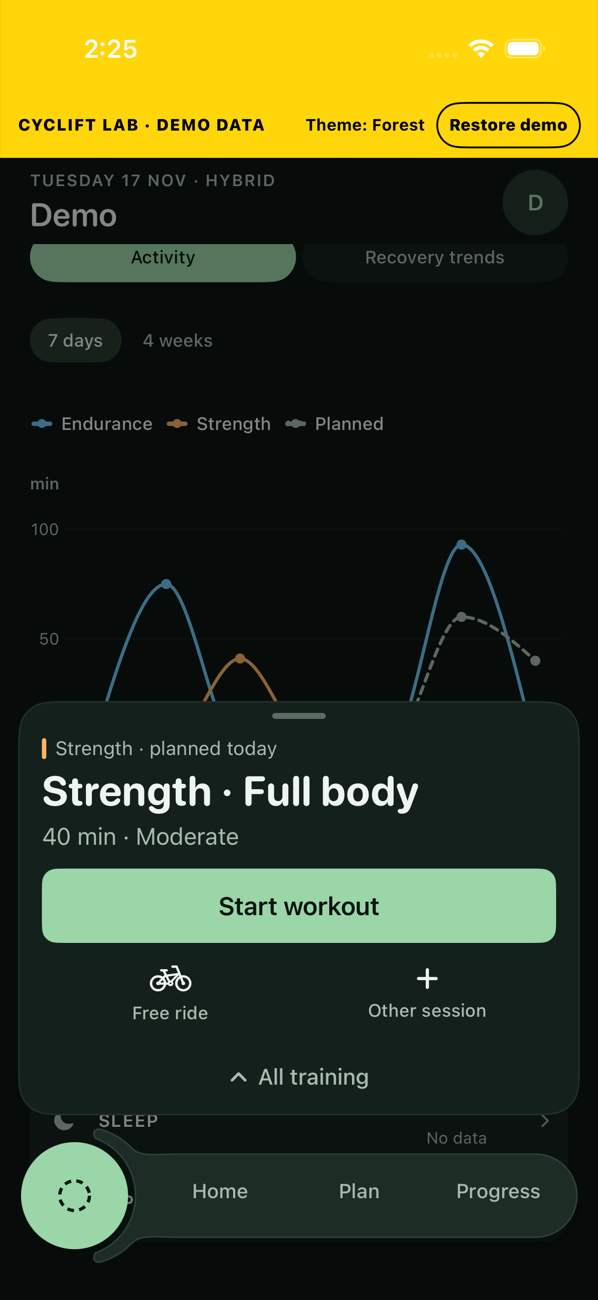 2:25
CYCLIFT LAB · DEMO DATA
Theme: Forest
Restore demo
TUESDAY 17 NOV · HYBRID
Demo
D
Activity
Recovery trends
7 days
4 weeks
Endurance
Strength
Planned
min
100
50
Strength · planned today
Strength · Full body
40 min · Moderate
Start workout
Free ride
Other session
All training
SLEEP
No data
Home
Plan
Progress